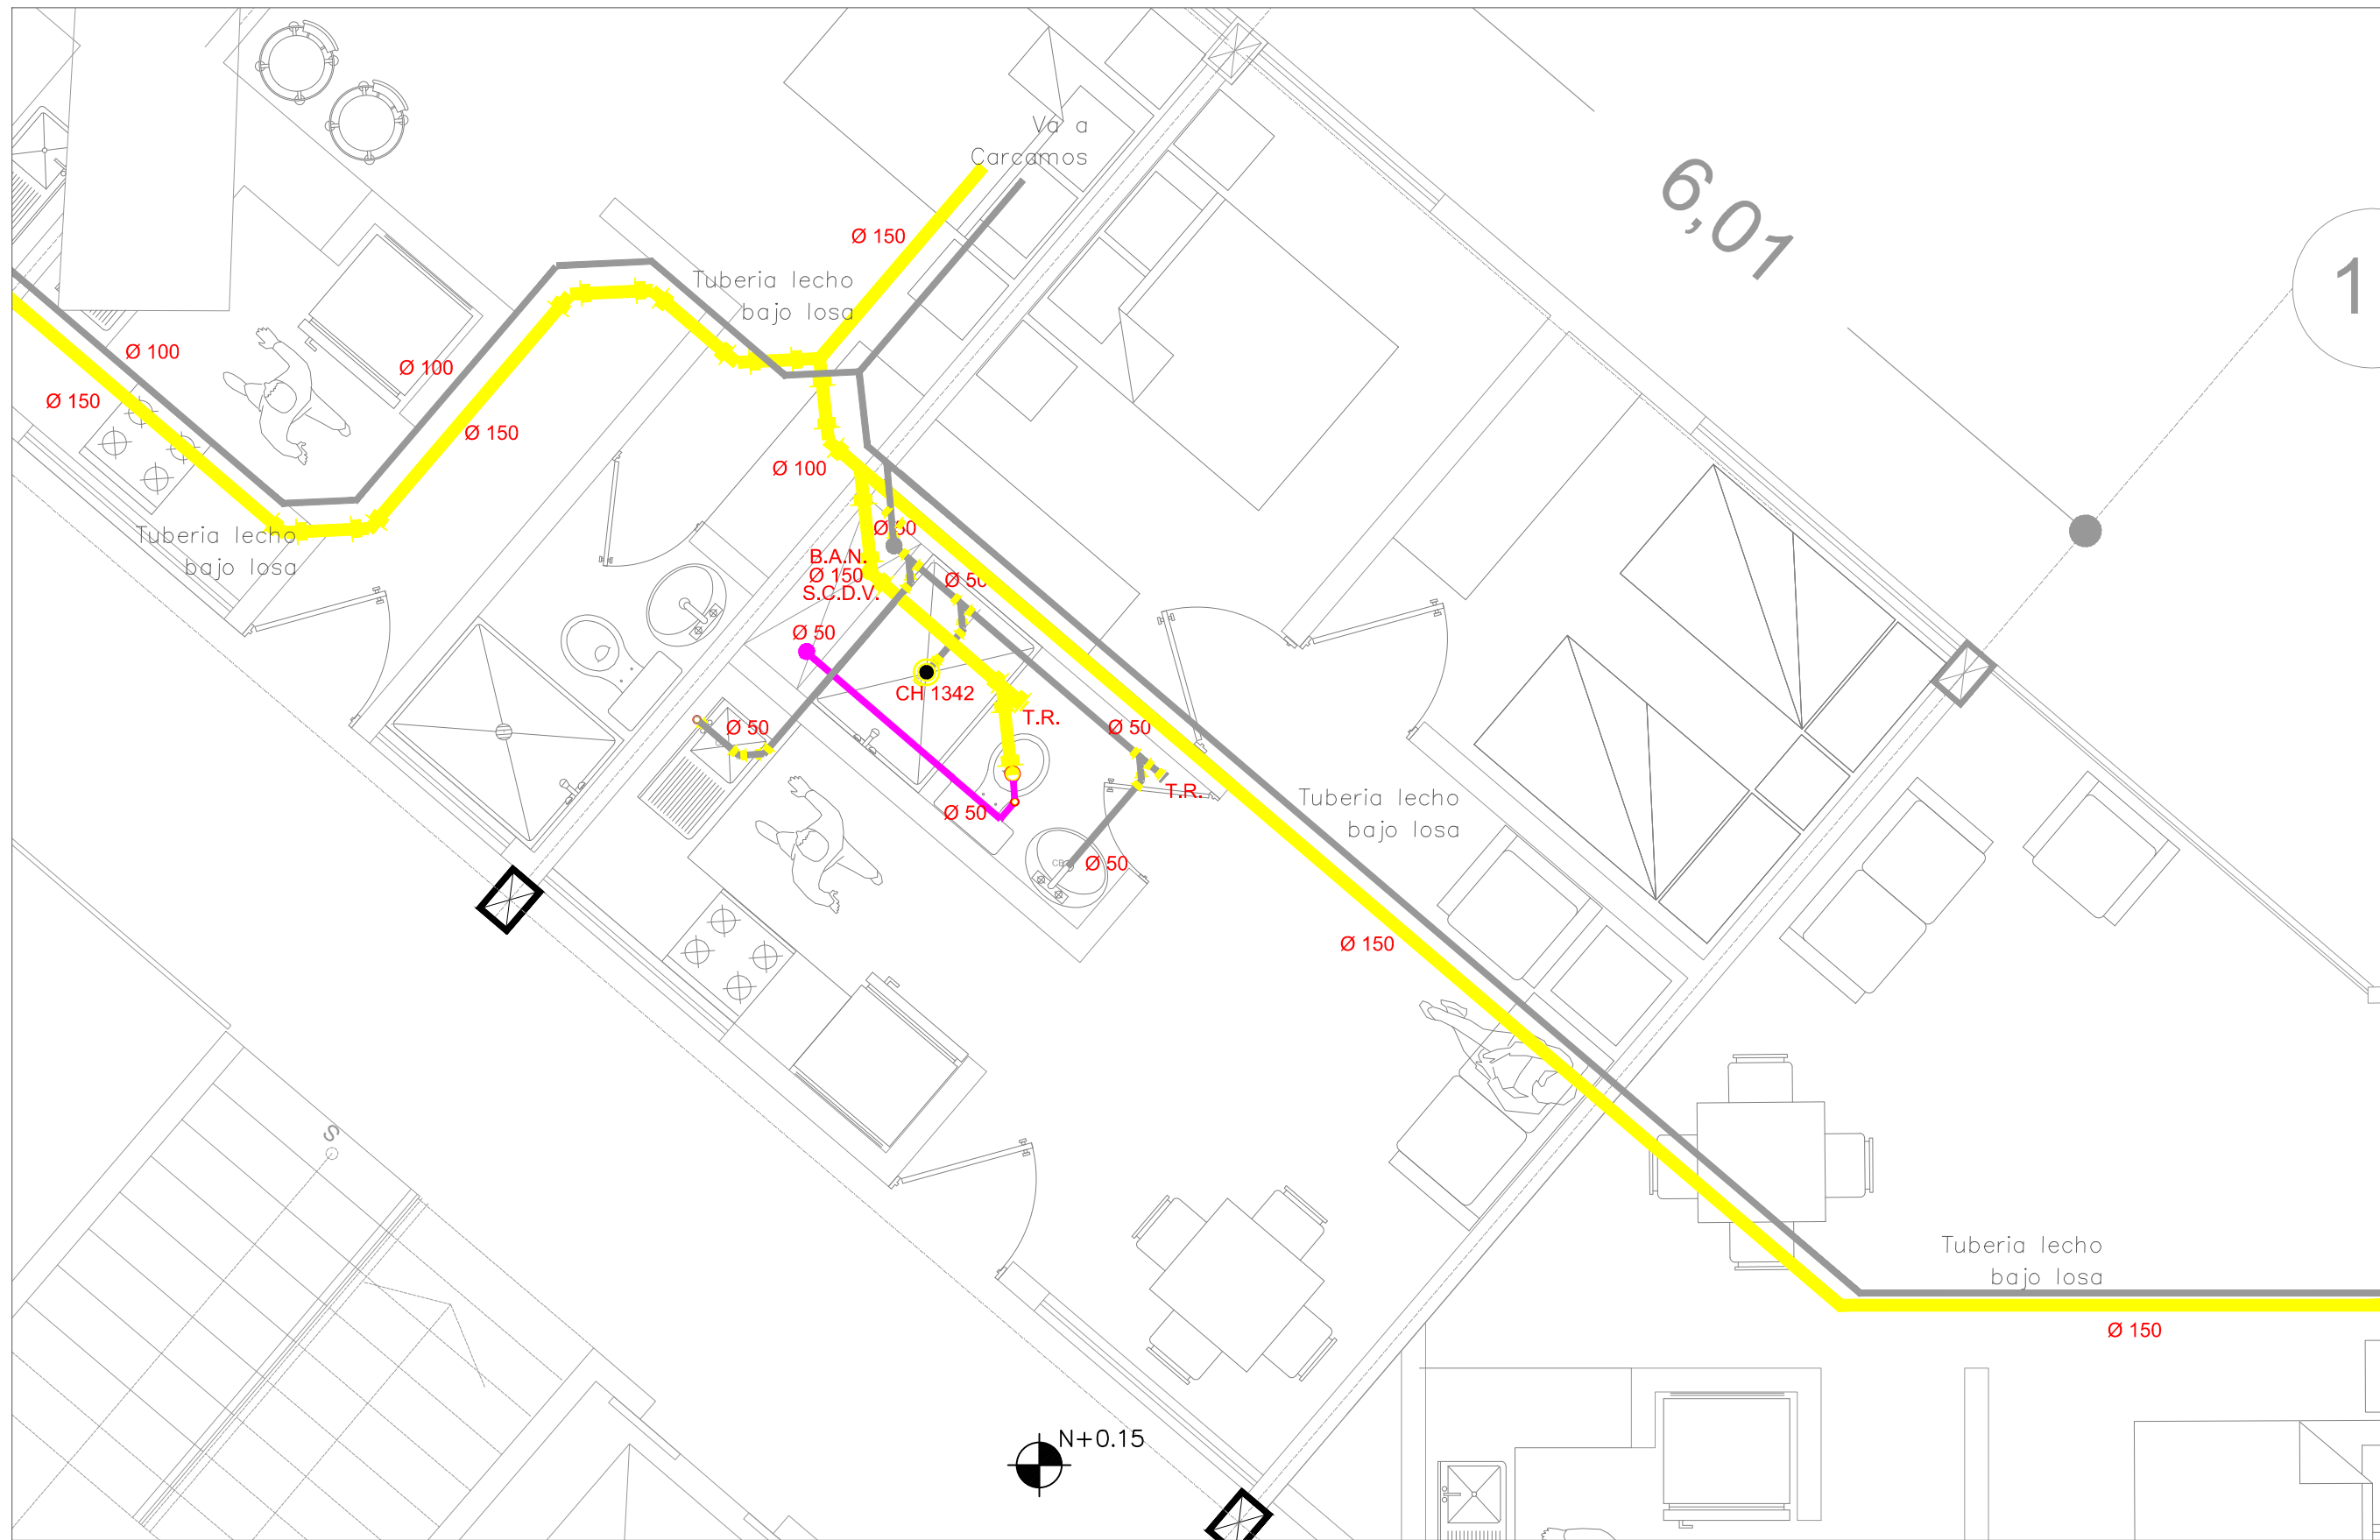 Va a
Carcamos
6,01
1
Ø 150
Tuberia lecho
bajo losa
Ø 100
Ø 100
Ø 150
Ø 150
Ø 100
Tuberia lecho
bajo losa
Ø 50
B.A.N.
Ø 150
S.C.D.V.
Ø 50
Ø 50
CH 1342
T.R.
Ø 50
Ø 50
T.R.
Tuberia lecho
bajo losa
Ø 50
Ø 50
Ø 150
S
Tuberia lecho
bajo losa
Ø 150
N+0.15